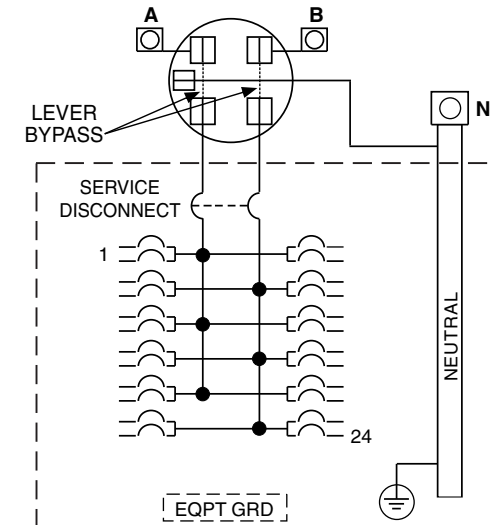 A
B
N
LEVER
BYPASS
SERVICE
DISCONNECT
1
NEUTRAL
24
EQPT GRD